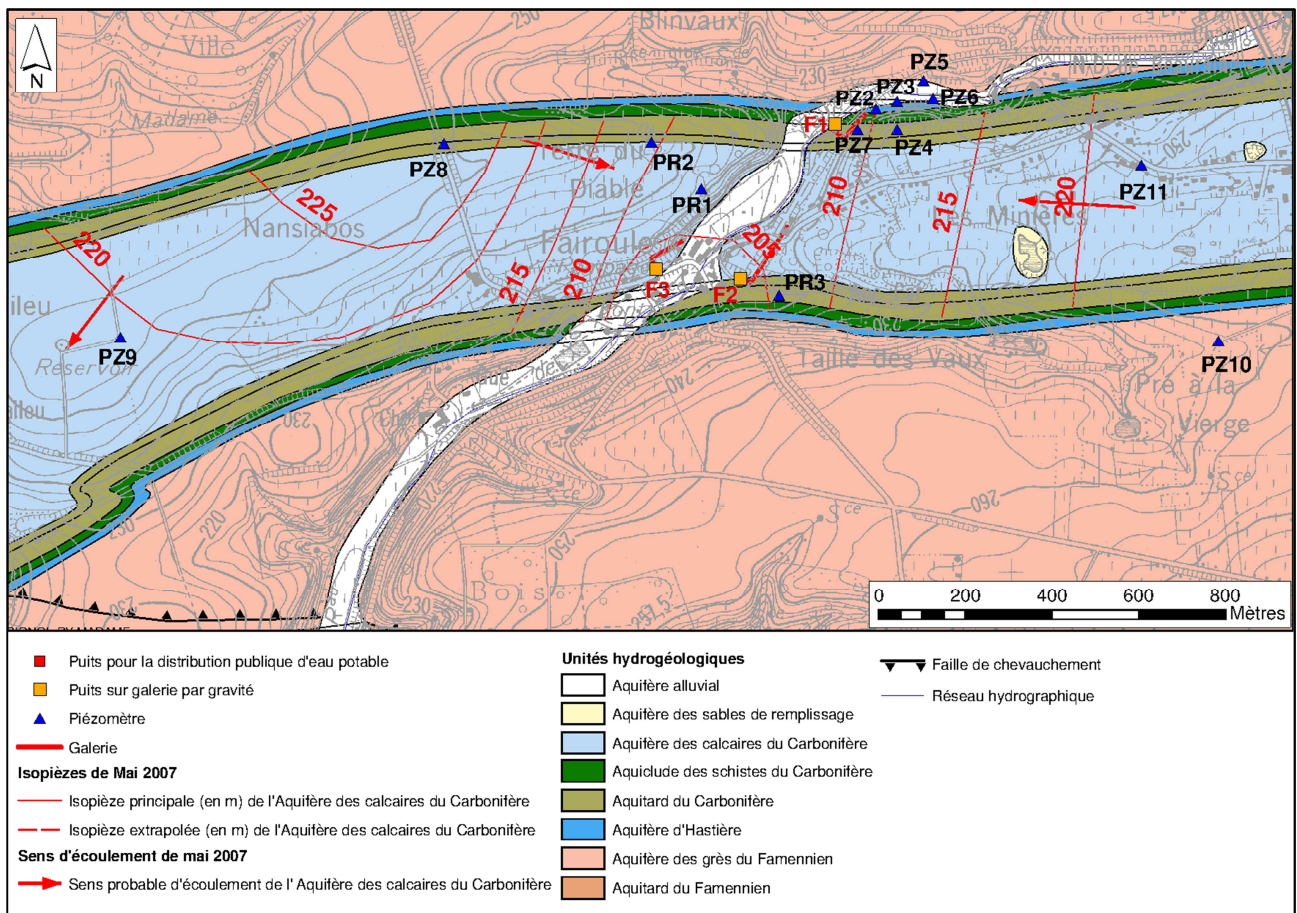 Blinvaux
Ville
230
PZ5
N
PZ3
PZ2
PZ6
Madame
F1
PZ7
PZ4
PZ8
PR2
Terre du
Diable
PR1
PZ11
225
Nansiabos
210
215
220
Les Minières
220
Fairoule
205
215
210
F3
F2
PR3
PZ9
Réservoir
Taille des Vaux
PZ10
240
Pré à la
Vierge
230
Sce
260
Sce
220
250
250
Bois
230
230
0 200 400 600 800
Mètres
Puits pour la distribution publique d'eau potable
Puits sur galerie par gravité
Piézomètre
Galerie
Isopièzes de Mai 2007
Isopièze principale (en m) de l'Aquifère des calcaires du Carbonifère
Isopièze extrapolée (en m) de l'Aquifère des calcaires du Carbonifère
Sens d'écoulement de mai 2007
Sens probable d'écoulement de l' Aquifère des calcaires du Carbonifère
Unités hydrogéologiques
Aquifère alluvial
Aquifère des sables de remplissage
Aquifère des calcaires du Carbonifère
Aquiclude des schistes du Carbonifère
Aquitard du Carbonifère
Aquifère d'Hastière
Aquifère des grès du Famennien
Aquitard du Famennien
Faille de chevauchement
Réseau hydrographique